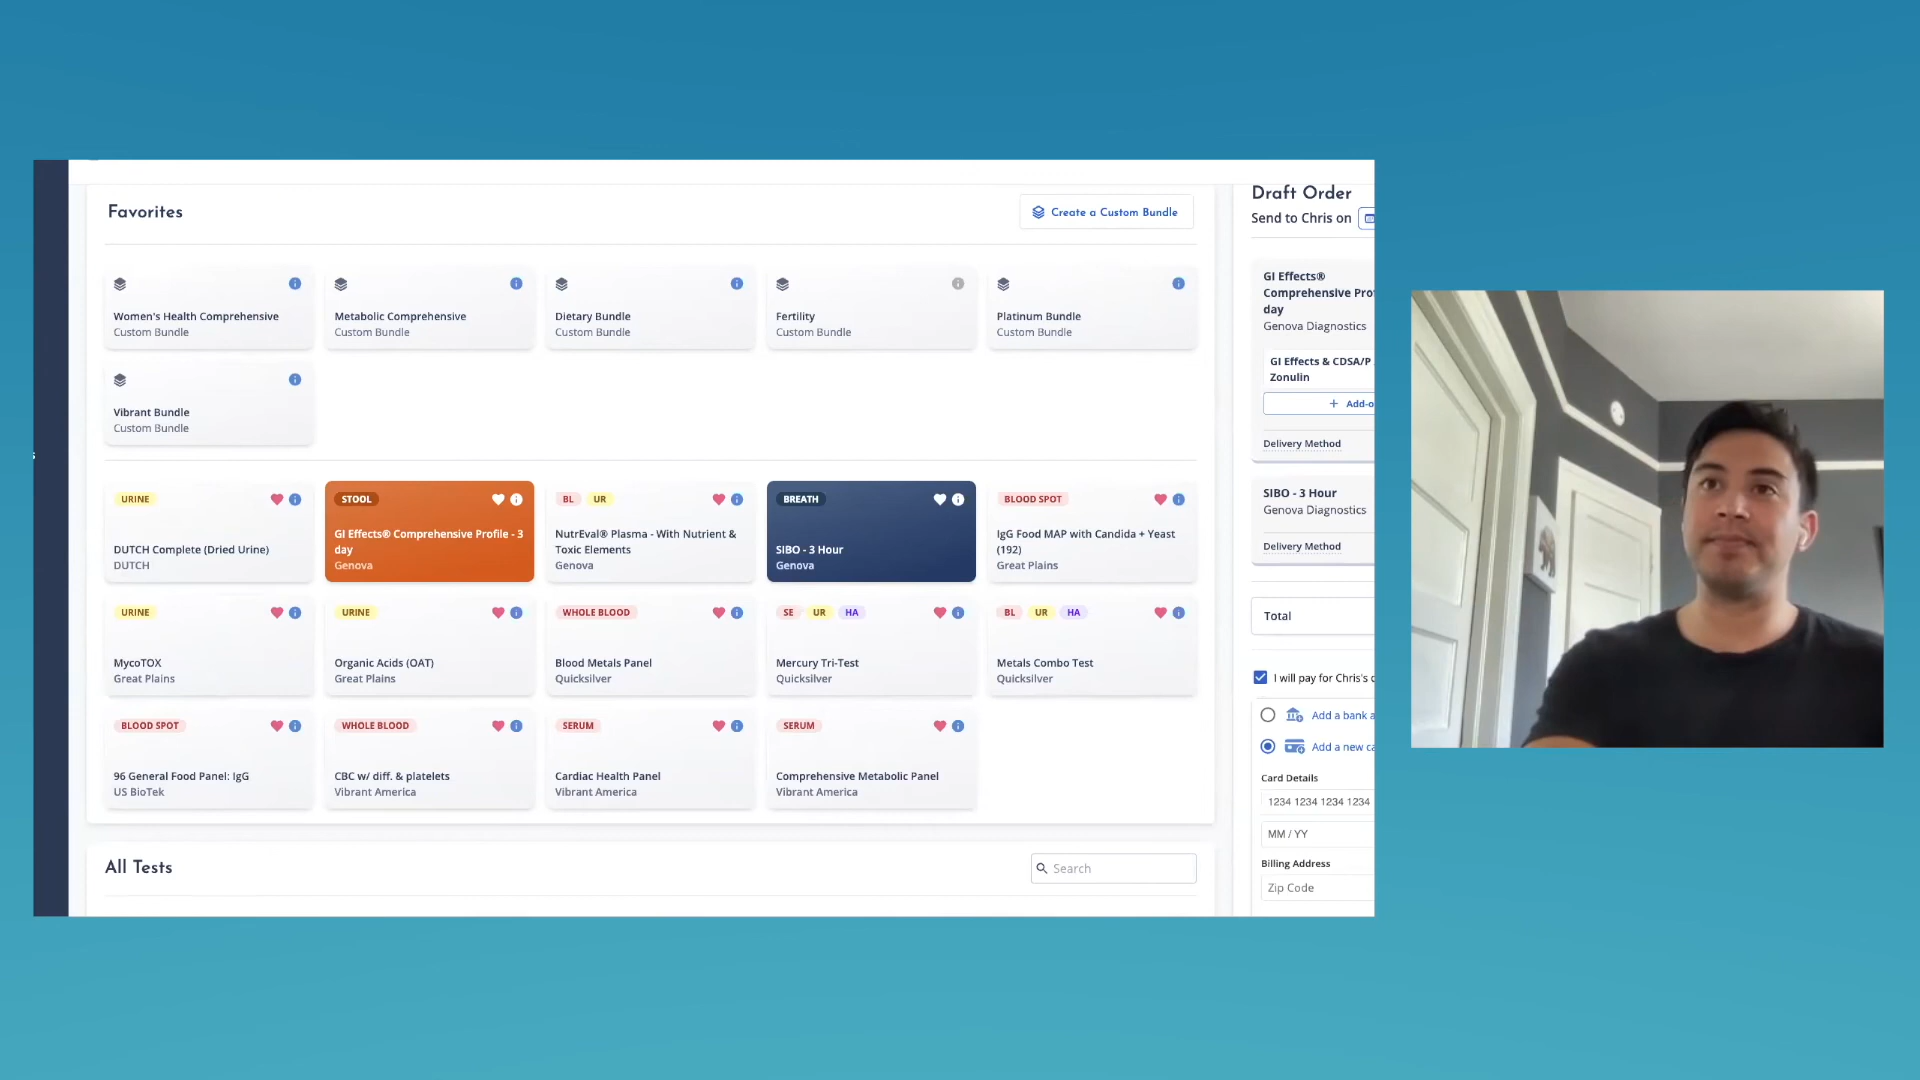 Favorites
Create a Custom Bundle
Women's Health Comprehensive
Custom Bundle
Metabolic Comprehensive
Custom Bundle
Dietary Bundle
Custom Bundle
Fertility
Custom Bundle
Platinum Bundle
Custom Bundle
Vibrant Bundle
Custom Bundle
URINE
DUTCH Complete (Dried Urine)
DUTCH
STOOL
GI Effects® Comprehensive Profile - 3
day
Genova
BL UR
NutrEval® Plasma - With Nutrient &
Toxic Elements
Genova
BREATH
SIBO - 3 Hour
Genova
BLOOD SPOT
IgG Food MAP with Candida + Yeast
(192)
Great Plains
URINE
MycoTOX
Great Plains
URINE
Organic Acids (OAT)
Great Plains
WHOLE BLOOD
Blood Metals Panel
Quicksilver
SE UR HA
Mercury Tri-Test
Quicksilver
BL UR HA
Metals Combo Test
Quicksilver
BLOOD SPOT
96 General Food Panel: IgG
US BioTek
WHOLE BLOOD
CBC w/ diff. & platelets
Vibrant America
SERUM
Cardiac Health Panel
Vibrant America
SERUM
Comprehensive Metabolic Panel
Vibrant America
All Tests
Search
Draft Order
Send to Chris on
GI Effects®
Comprehensive
day
Genova Diagnostics
GI Effects & CDSA/P
Zonulin
+ Add-o
Delivery Method
SIBO - 3 Hour
Genova Diagnostics
Delivery Method
Total
I will pay for Chris's
Add a bank
Add a new
Card Details
1234 1234 1234 1234
MM / YY
Billing Address
Zip Code